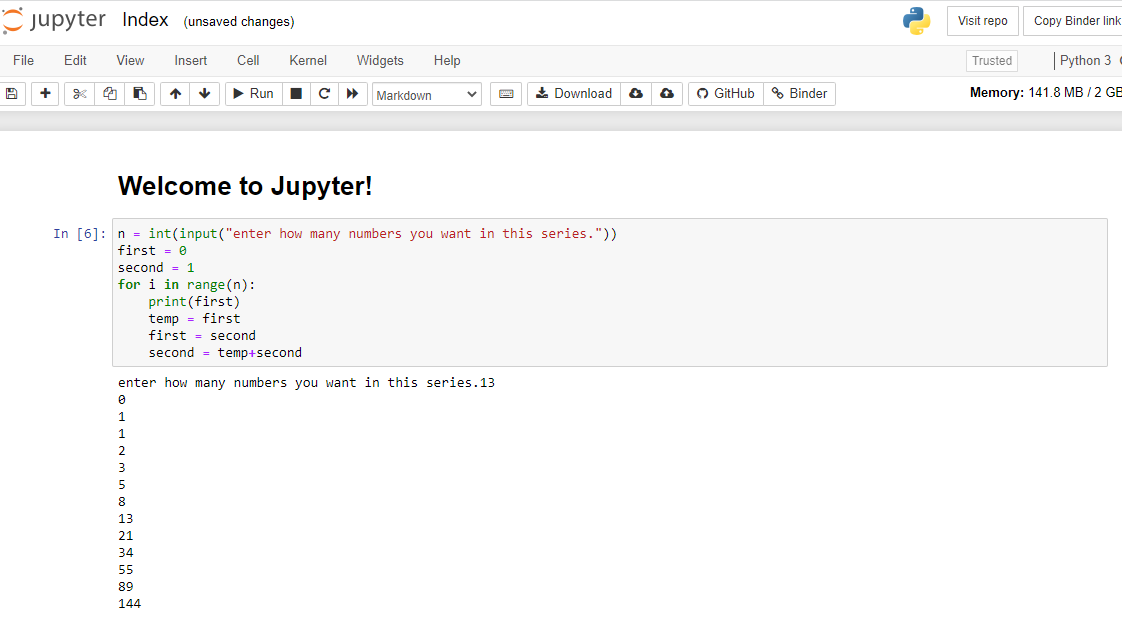 jupyter Index (unsaved changes) Visit repo Copy Binder link
File Edit View Insert Cell Kernel Widgets Help Trusted Python 3
Run Markdown Download GitHub Binder Memory: 141.8 MB / 2 GB
Welcome to Jupyter!
In [6]: n = int(input("enter how many numbers you want in this series."))
first = 0
second = 1
for i in range(n):
    print(first)
    temp = first
    first = second
    second = temp+second
enter how many numbers you want in this series.13
0
1
1
2
3
5
8
13
21
34
55
89
144